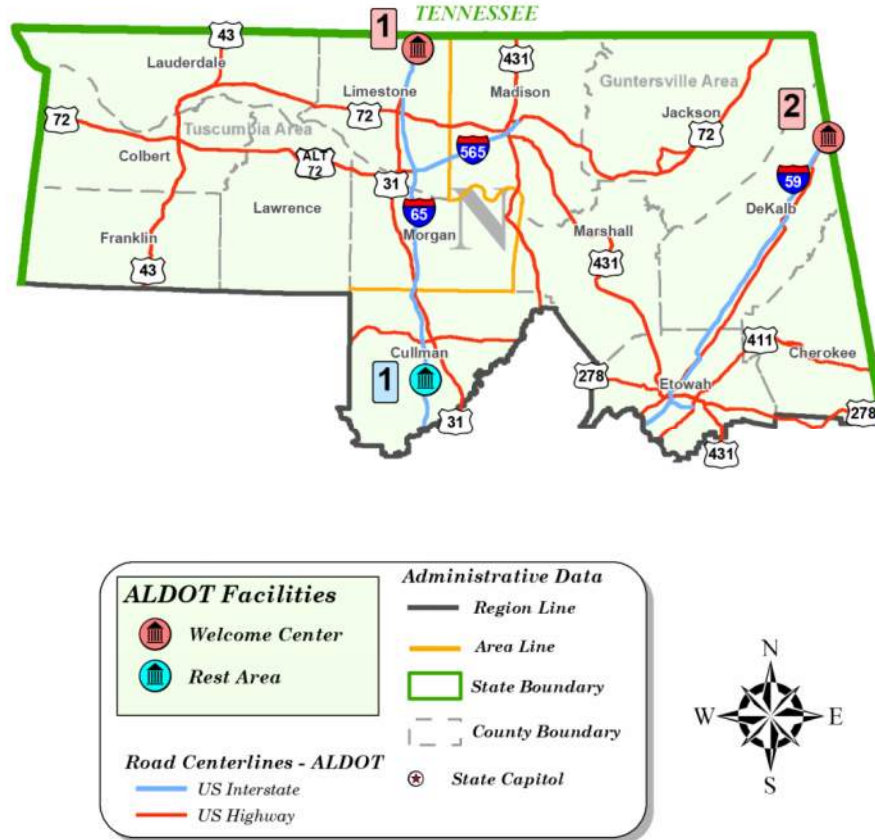 TENNESSEE
1
43
431
Lauderdale
Limestone
Madison
Guntersville Area
Jackson
2
72
72
72
Tuscumbia Area
Colbert
ALT
72
565
31
59
65
N
DeKalb
Lawrence
Morgan
Marshall
Franklin
43
431
Cullman
411
Cherokee
1
278
Etowah
31
278
431
ALDOT Facilities
Welcome Center
Rest Area
Road Centerlines - ALDOT
US Interstate
US Highway
Administrative Data
Region Line
Area Line
State Boundary
County Boundary
State Capitol
N
W
E
S